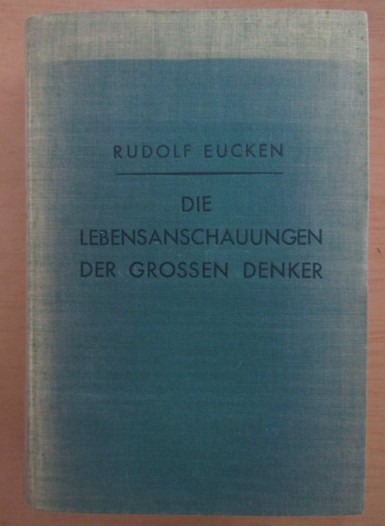 RUDOLF EUCKEN
DIE
LEBENSANSCHAUUNGEN
DER GROSSEN DENKER